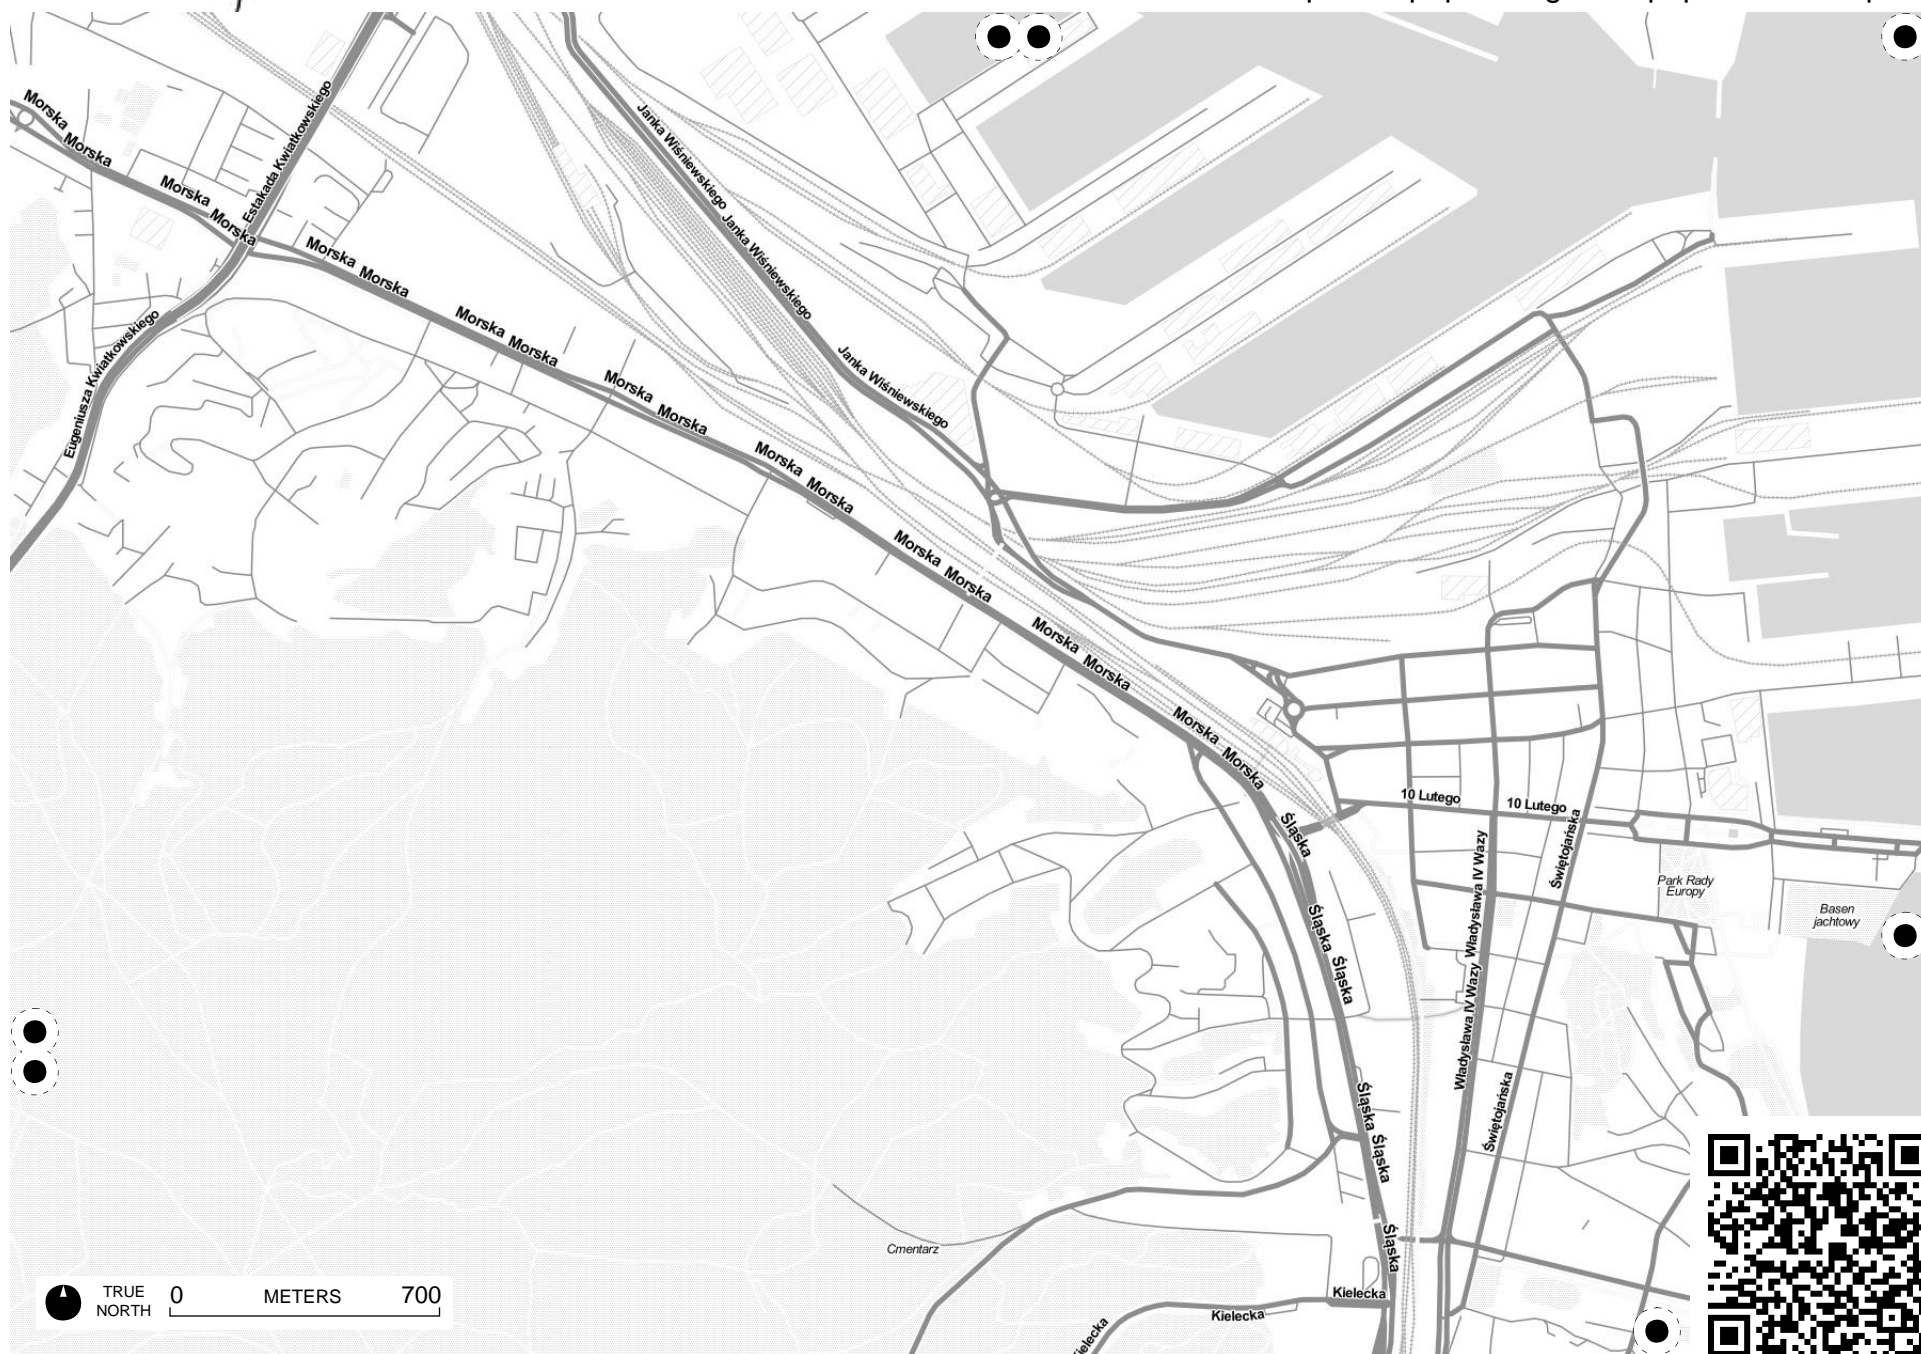 Morska
Morska
Morska
Morska
Estakada Kwiatkowskiego
Janka Wiśniewskiego
Janka Wiśniewskiego
Morska
Morska
Eugeniusza Kwiatkowskiego
Morska
Morska
Janka Wiśniewskiego
Morska
Morska
Morska
Morska
Morska
Morska
Morska
Morska
Morska
Morska
10 Lutego
10 Lutego
Śląska
Świętojańska
Władysława IV Wazy
Park Rady
Europy
Basen
jachtowy
Śląska
Śląska
Władysława IV Wazy
Śląska
Śląska
Świętojańska
Śląska
Cmentarz
Kielecka
Kielecka
TRUE
NORTH
0 METERS 700